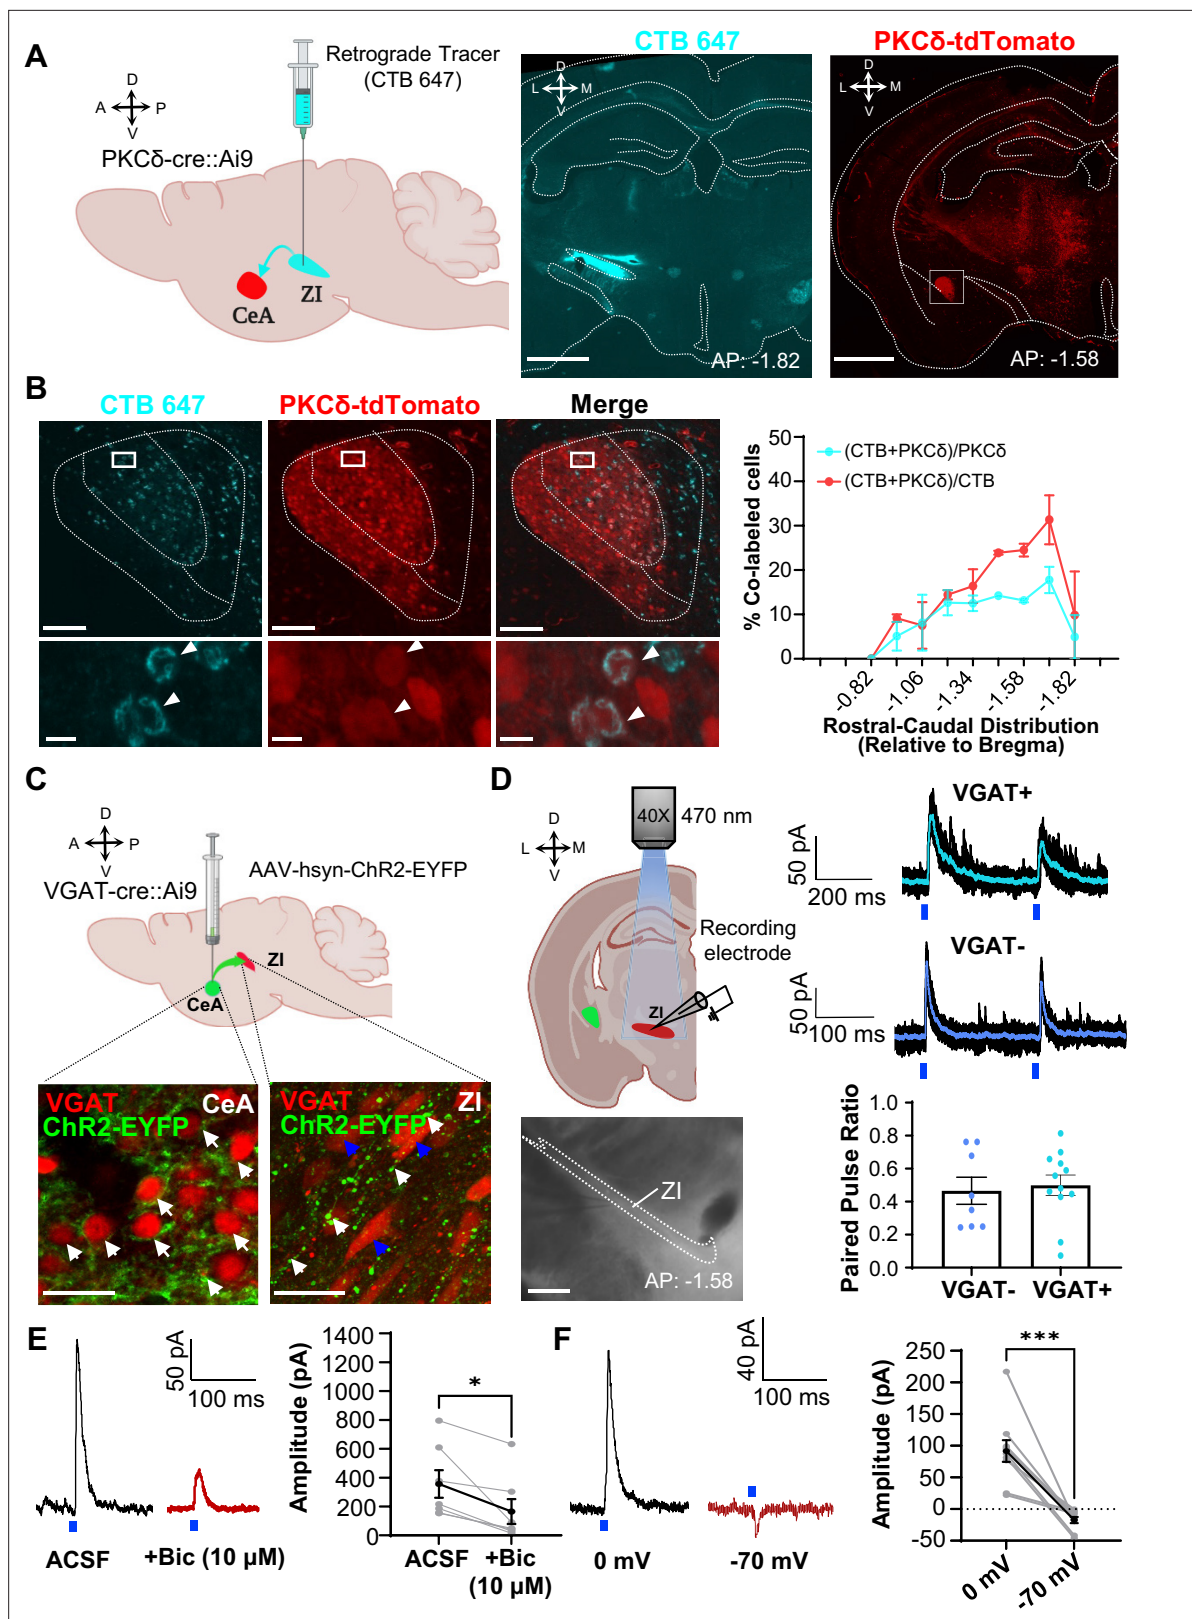 A
Retrograde Tracer
(CTB 647)
D
A
P
V
PKCδ-cre::Ai9
ZI
CeA
CTB 647
D
L
M
V
AP: -1.82
PKCδ-tdTomato
D
L
M
V
AP: -1.58
B
CTB 647
PKCδ-tdTomato
Merge
% Co-labeled cells
50
40
30
20
10
0
(CTB+PKCδ)/PKCδ
(CTB+PKCδ)/CTB
-0.82
-1.06
-1.34
-1.58
-1.82
Rostral-Caudal Distribution
(Relative to Bregma)
C
D
A
P
V
VGAT-cre::Ai9
AAV-hsyn-ChR2-EYFP
ZI
CeA
VGAT
CeA
ChR2-EYFP
VGAT
ZI
ChR2-EYFP
D
D
L
M
V
40X
470 nm
Recording
electrode
ZI
ZI
AP: -1.58
VGAT+
50 pA
200 ms
VGAT-
50 pA
100 ms
Paired Pulse Ratio
1.0
0.8
0.6
0.4
0.2
0.0
VGAT-
VGAT+
E
50 pA
100 ms
ACSF
+Bic (10 µM)
Amplitude (pA)
1400
1200
1000
800
600
400
200
0
*
ACSF
+Bic
(10 µM)
F
40 pA
100 ms
0 mV
-70 mV
Amplitude (pA)
250
200
150
100
50
0
-50
***
0 mV
-70 mV